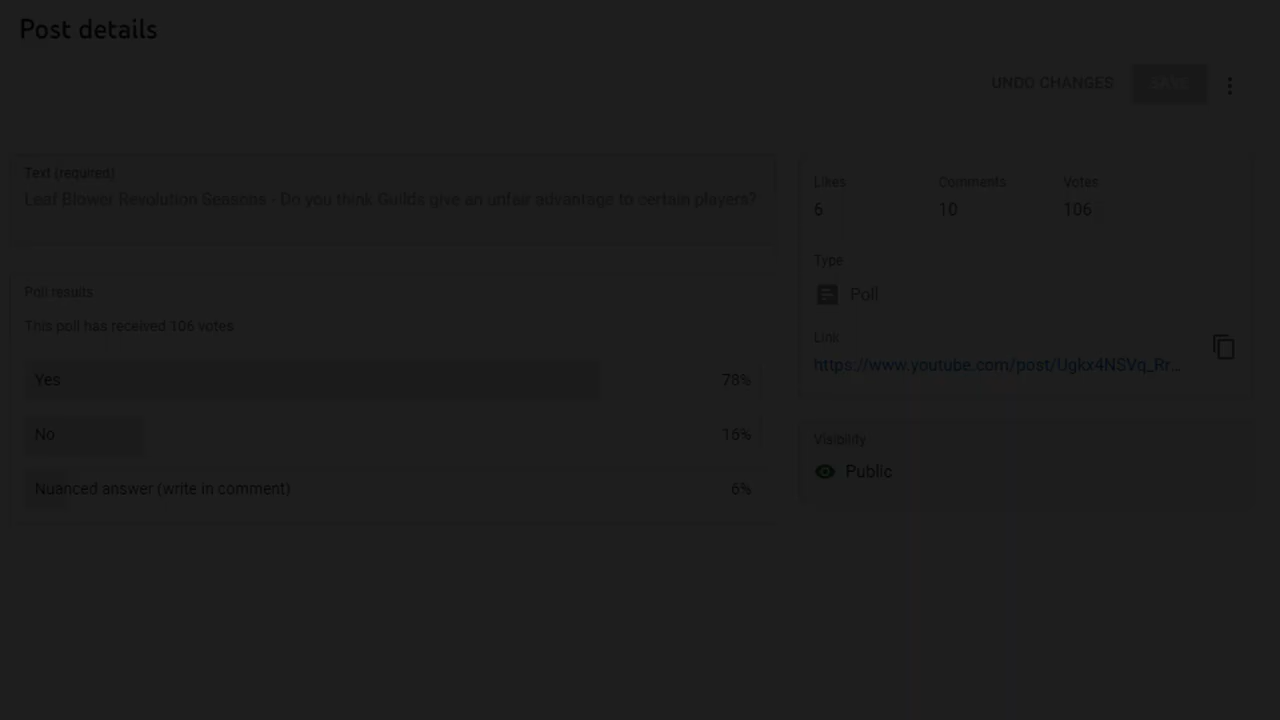 Post details
UNDO CHANGES
SAVE
Text (required)
Leaf Blower Revolution Seasons - Do you think Guilds give an unfair advantage to certain players?
Likes
Comments
Votes
6
10
106
Poll results
This poll has received 106 votes
Yes
78%
No
16%
Nuanced answer (write in comment)
6%
Type
Poll
Link
https://www.youtube.com/post/Ugkx4NSVq_Rr...
Visibility
Public